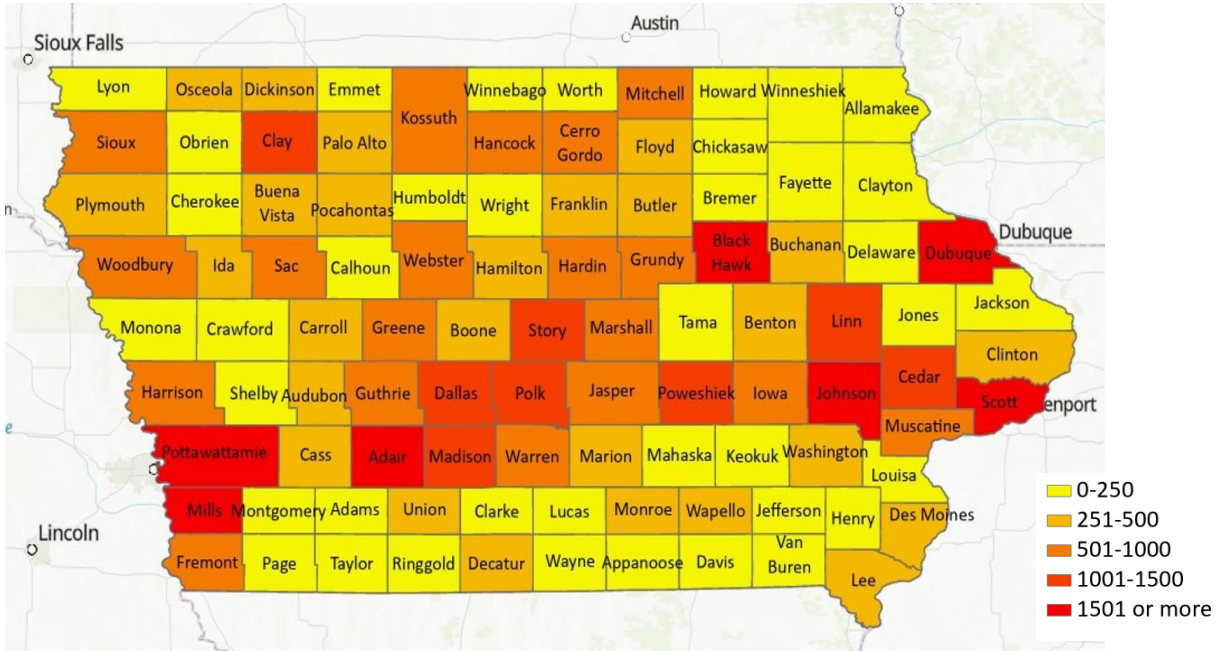 Austin
Sioux Falls
Lyon
Osceola
Dickinson
Emmet
Kossuth
Winnebago
Worth
Mitchell
Howard
Winneshiek
Allamakee
Sioux
Obrien
Clay
Palo Alto
Hancock
Cerro
Gordo
Floyd
Chickasaw
Plymouth
Cherokee
Buena
Vista
Pocahontas
Humboldt
Wright
Franklin
Butler
Bremer
Fayette
Clayton
Woodbury
Ida
Sac
Calhoun
Webster
Hamilton
Hardin
Grundy
Black
Hawk
Buchanan
Delaware
Dubuque
Dubuque
Monona
Crawford
Carroll
Greene
Boone
Story
Marshall
Tama
Benton
Linn
Jones
Jackson
Clinton
Harrison
Shelby
Audubon
Guthrie
Dallas
Polk
Jasper
Poweshiek
Iowa
Johnson
Cedar
Scott
enport
Muscatine
Pottawattamie
Cass
Adair
Madison
Warren
Marion
Mahaska
Keokuk
Washington
Louisa
Mills
Montgomery
Adams
Union
Clarke
Lucas
Monroe
Wapello
Jefferson
Henry
Des Moines
Lincoln
Fremont
Page
Taylor
Ringgold
Decatur
Wayne
Appanoose
Davis
Van
Buren
Lee
0-250
251-500
501-1000
1001-1500
1501 or more